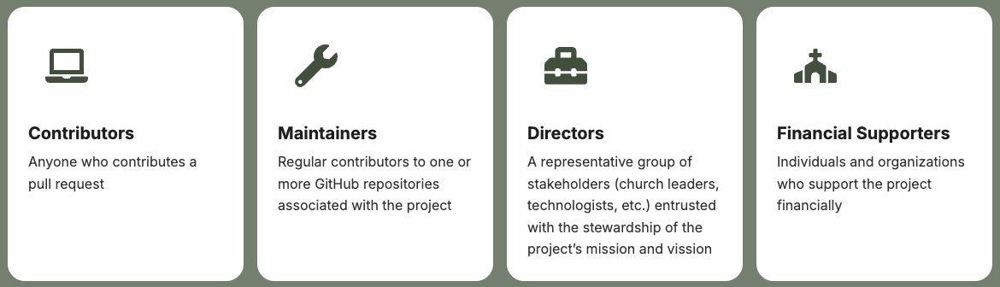 Contributors
Anyone who contributes a
pull request
Maintainers
Regular contributors to one or
more GitHub repositories
associated with the project
Directors
A representative group of
stakeholders (church leaders,
technologists, etc.) entrusted
with the stewardship of the
project’s mission and vission
Financial Supporters
Individuals and organizations
who support the project
financially